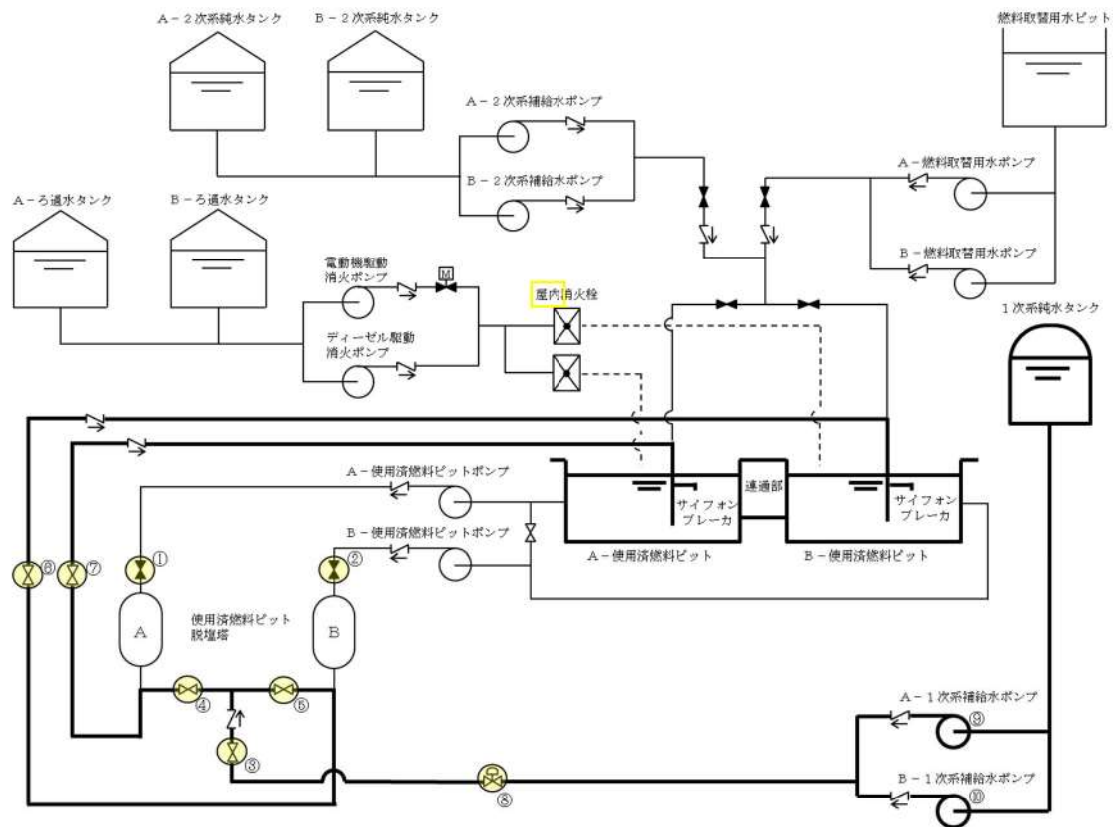 A-2次系純水タンク
B-2次系純水タンク
燃料取替用水ピット
A-2次系補給水ポンプ
A-燃料取替用水ポンプ
B-2次系補給水ポンプ
A-ろ過水タンク
B-ろ過水タンク
B-燃料取替用水ポンプ
電動機駆動
消火ポンプ
M
屋内消火栓
1次系純水タンク
ディーゼル駆動
消火ポンプ
A-使用済燃料ピットポンプ
連通部
サイフォン
ブレーカ
サイフォン
ブレーカ
B-使用済燃料ピットポンプ
A-使用済燃料ピット
B-使用済燃料ピット
①
②
⑥
⑦
使用済燃料ピット
脱塩塔
A
B
④
⑤
③
⑧
A-1次系補給水ポンプ
⑨
B-1次系補給水ポンプ
⑩